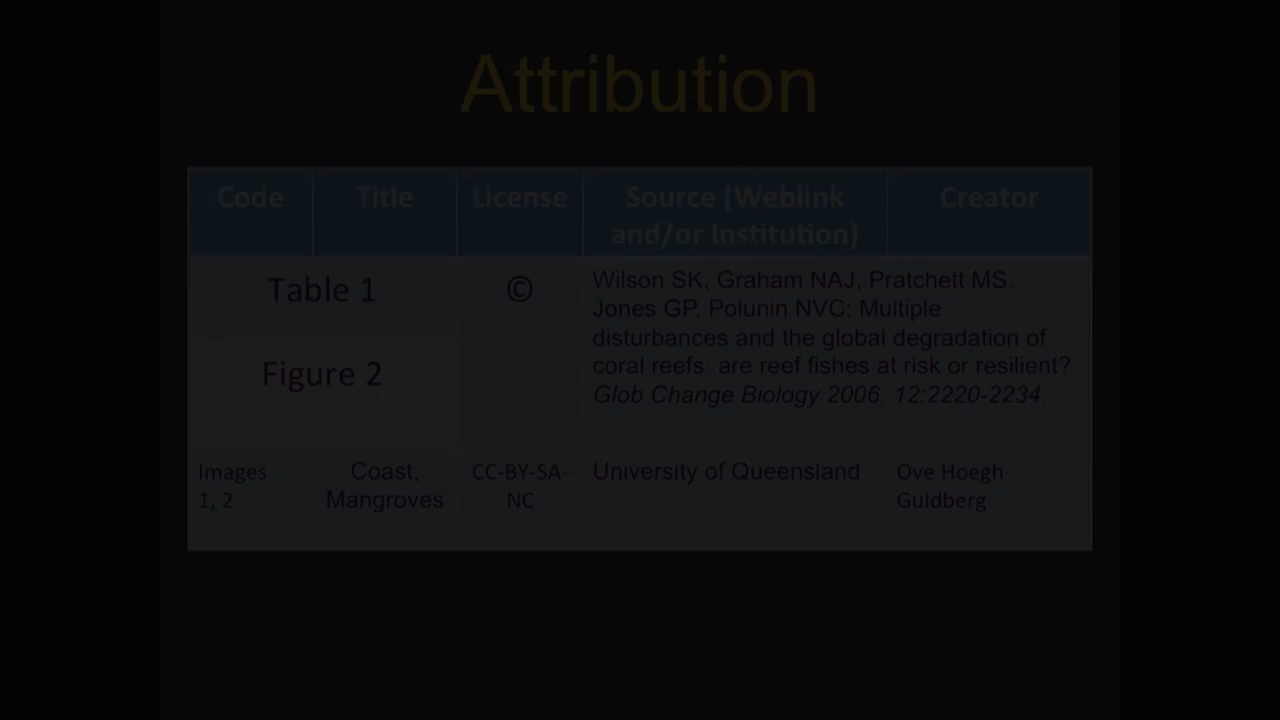 Attribution
Code Title License Source (Weblink and/or Institution) Creator
Table 1 © Wilson SK, Graham NAJ, Pratchett MS,
Jones GP, Polunin NVC: Multiple
disturbances and the global degradation of
coral reefs are reef fishes at risk or resilient?
Glob Change Biology 2006, 12:2220-2234
Figure 2
Images 1, 2 Coast, Mangroves CC-BY-SA-NC University of Queensland Ove Hoegh-Guldberg